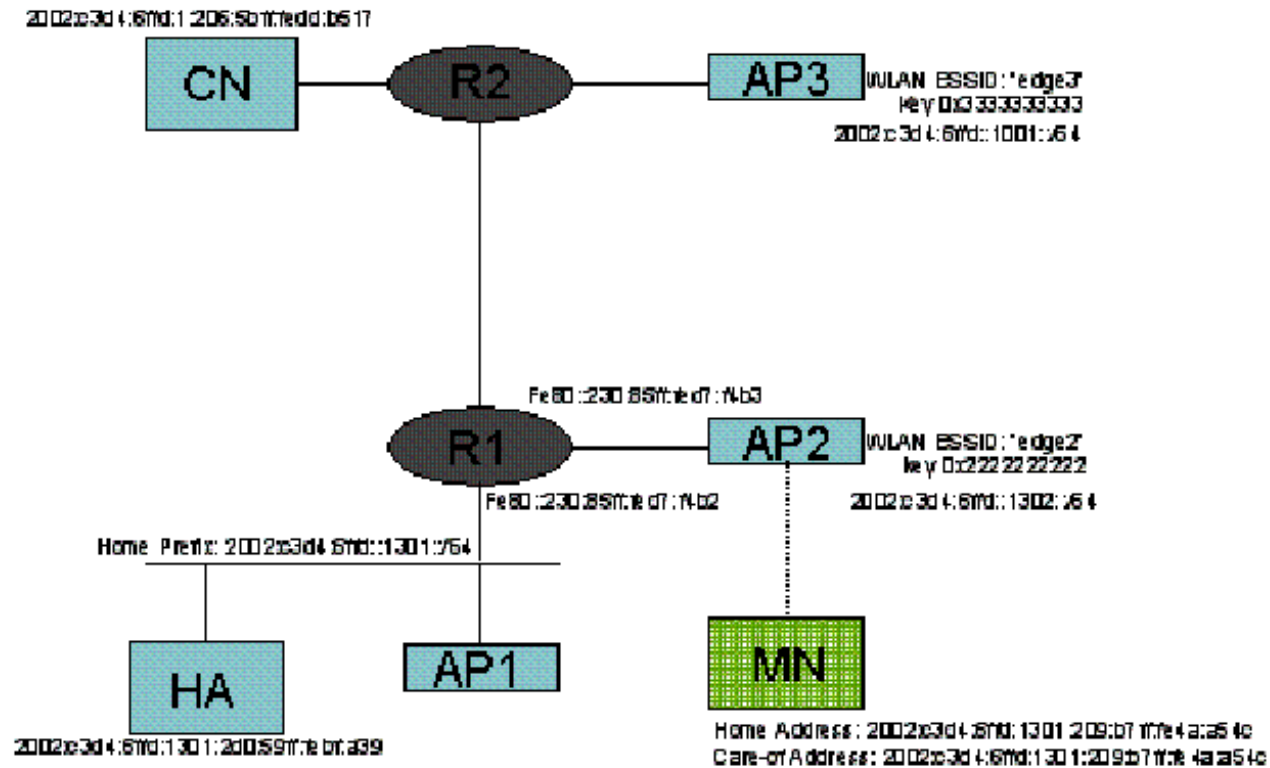 2002:c3d4:6ffd:1:206:5bff:fedd:b517
CN
R2
AP3
WLAN ESSID: "edge3"
key 0x3333333333
2002:c3d4:6ffd::1001::/64
Fe80::230:85ff:fed7:f4b3
R1
AP2
WLAN ESSID: "edge2"
key 0x2222222222
Fe80::230:85ff:fed7:f4b2
2002:c3d4:6ffd::1302::/64
Home Prefix: 2002:c3d4:6ffd::1301::/64
HA
AP1
MN
2002:c3d4:6ffd:1301:2d0:59ff:febf:a39
Home Address: 2002:c3d4:6ffd:1301:209:b7ff:fe4a:a54c
Care-of Address: 2002:c3d4:6ffd:1301:209:b7ff:fe4a:a54c